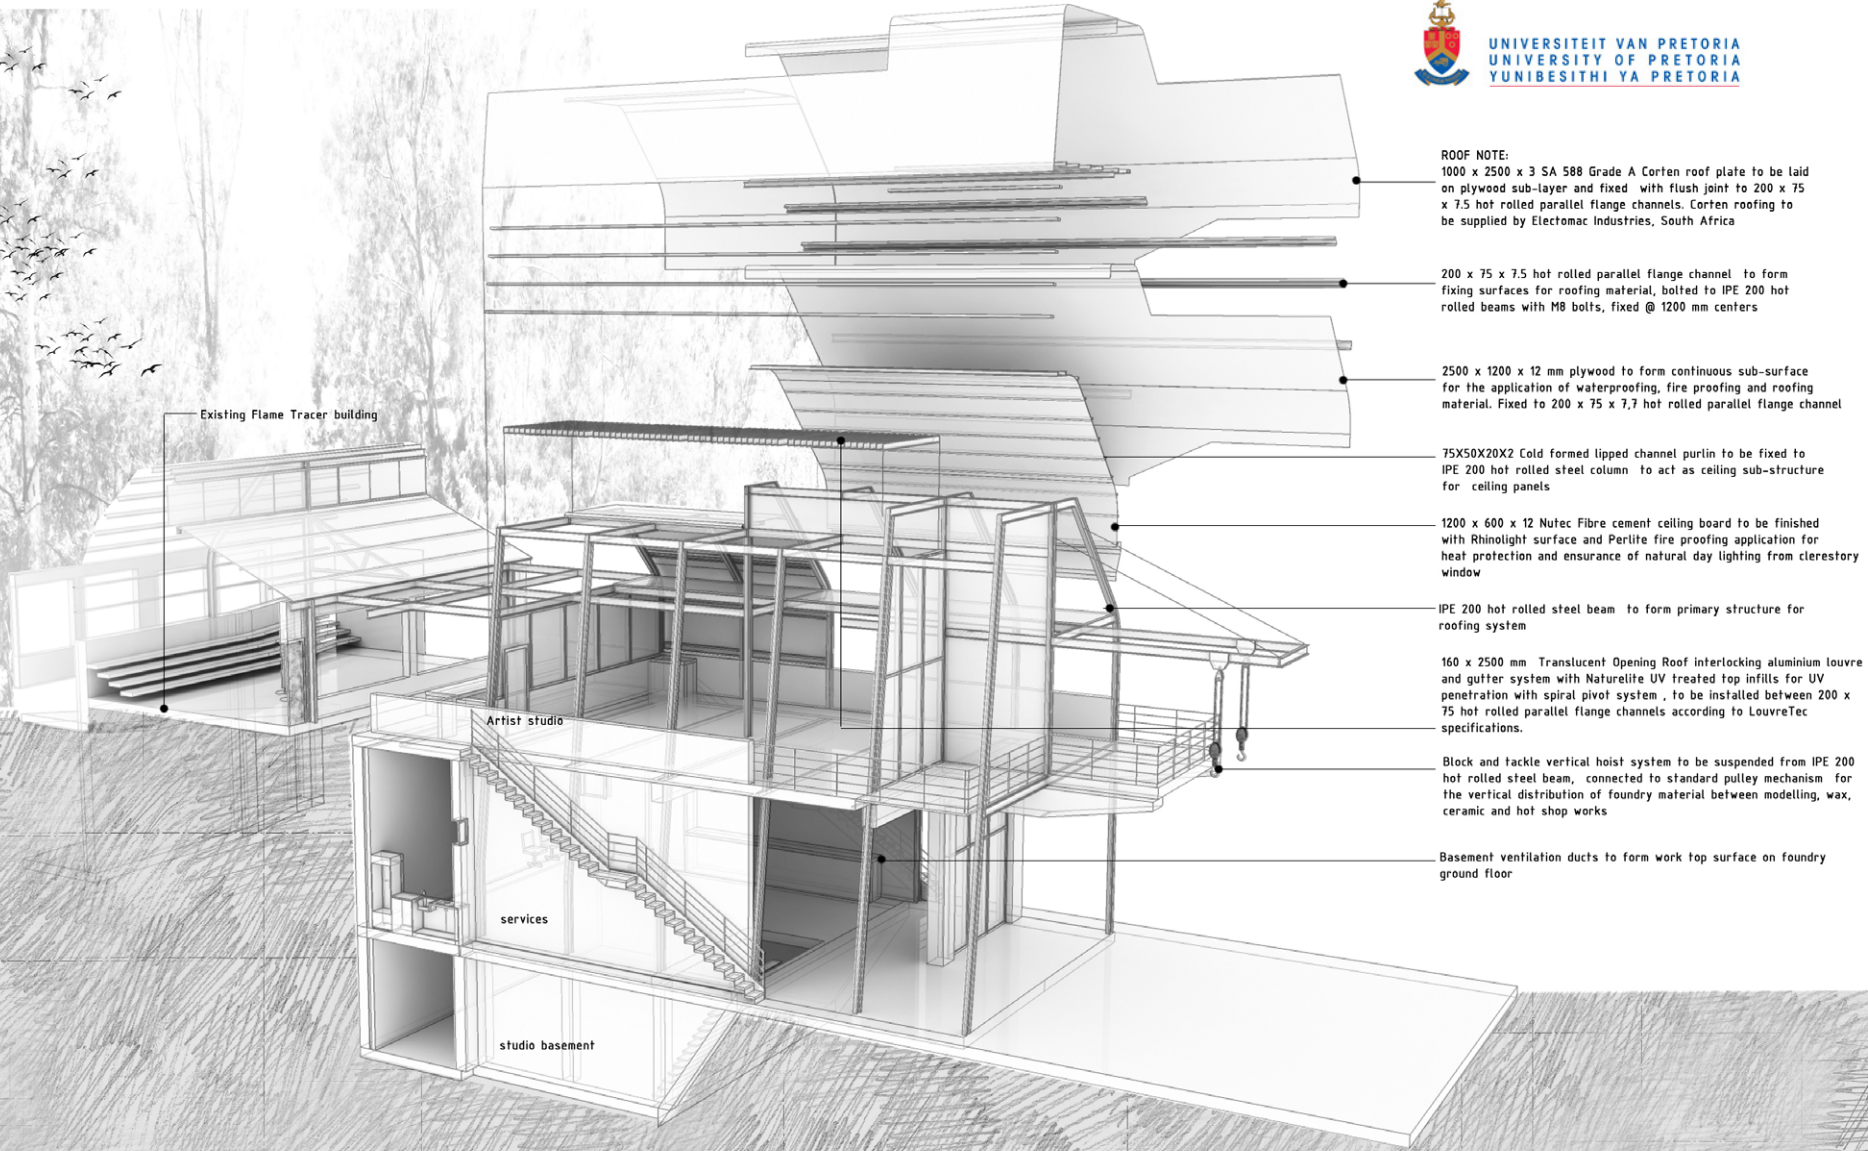 UNIVERSITEIT VAN PRETORIA
UNIVERSITY OF PRETORIA
YUNIBESITHI YA PRETORIA
ROOF NOTE:
1000 x 2500 x 3 SA 588 Grade A Corten roof plate to be laid
on plywood sub-layer and fixed with flush joint to 200 x 75
x 7.5 hot rolled parallel flange channels. Corten roofing to
be supplied by Electomac Industries, South Africa
200 x 75 x 7.5 hot rolled parallel flange channel to form
fixing surfaces for roofing material, bolted to IPE 200 hot
rolled beams with M8 bolts, fixed @ 1200 mm centers
2500 x 1200 x 12 mm plywood to form continuous sub-surface
for the application of waterproofing, fire proofing and roofing
material. Fixed to 200 x 75 x 7,7 hot rolled parallel flange channel
Existing Flame Tracer building
75X50X20X2 Cold formed lipped channel purlin to be fixed to
IPE 200 hot rolled steel column to act as ceiling sub-structure
for ceiling panels
1200 x 600 x 12 Nutec Fibre cement ceiling board to be finished
with Rhinolight surface and Perlite fire proofing application for
heat protection and ensurance of natural day lighting from clerestory
window
IPE 200 hot rolled steel beam to form primary structure for
roofing system
160 x 2500 mm Translucent Opening Roof interlocking aluminium louvre
and gutter system with Naturelite UV treated top infills for UV
penetration with spiral pivot system , to be installed between 200 x
75 hot rolled parallel flange channels according to LouvreTec
specifications.
Artist studio
Block and tackle vertical hoist system to be suspended from IPE 200
hot rolled steel beam, connected to standard pulley mechanism for
the vertical distribution of foundry material between modelling, wax,
ceramic and hot shop works
Basement ventilation ducts to form work top surface on foundry
ground floor
services
studio basement